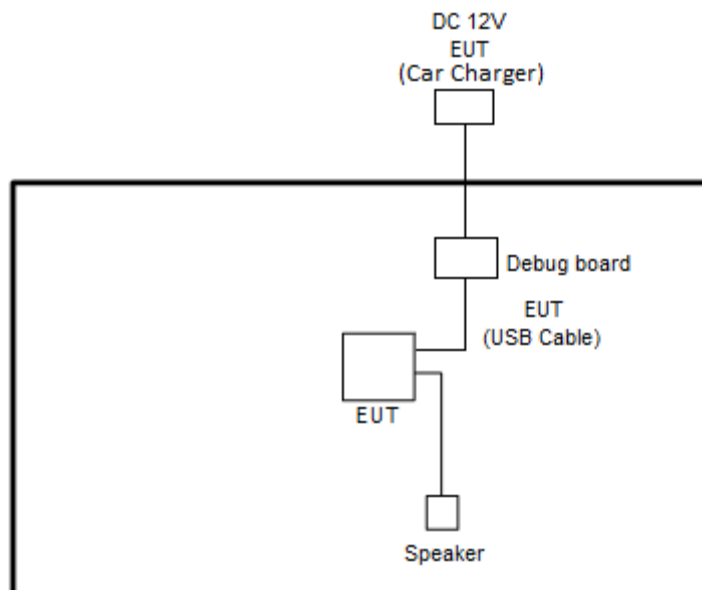 DC 12V
EUT
(Car Charger)
Debug board
EUT
(USB Cable)
EUT
Speaker